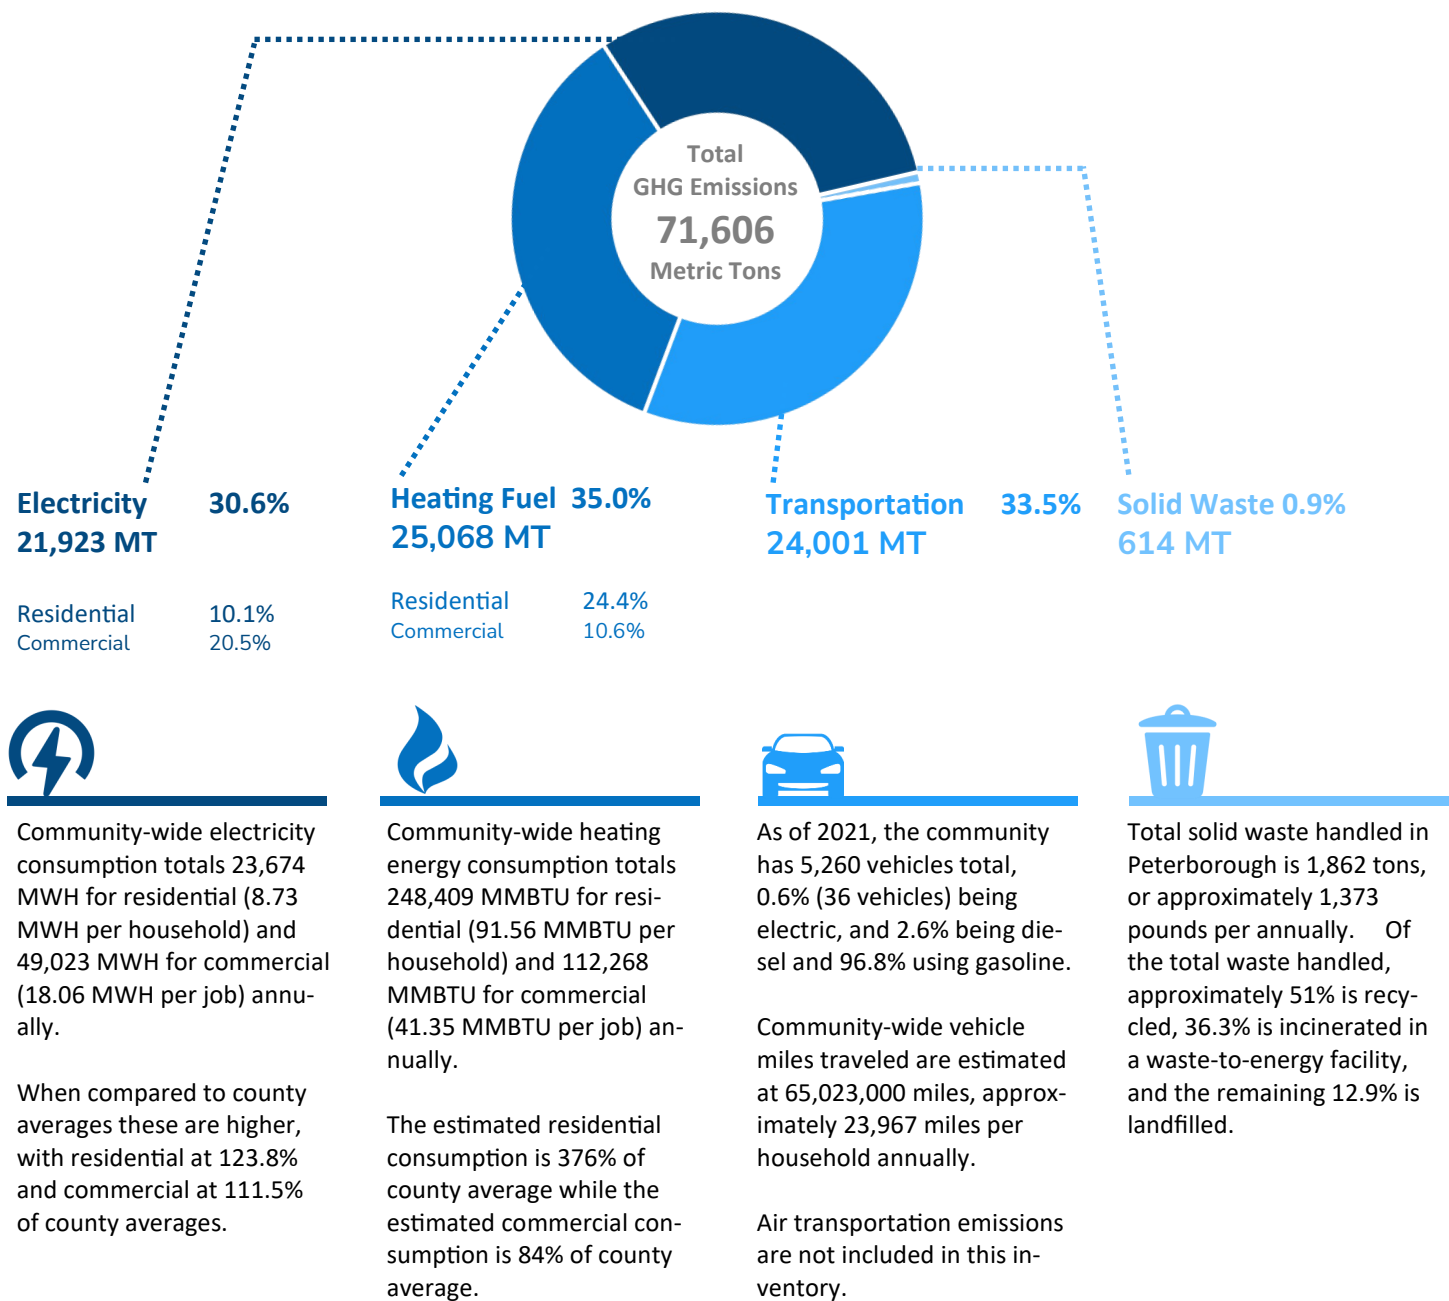 Total
GHG Emissions
71,606
Metric Tons
Electricity 30.6%
21,923 MT
Residential 10.1%
Commercial 20.5%
Heating Fuel 35.0%
25,068 MT
Residential 24.4%
Commercial 10.6%
Transportation 33.5%
24,001 MT
Solid Waste 0.9%
614 MT
Community-wide electricity
consumption totals 23,674
MWH for residential (8.73
MWH per household) and
49,023 MWH for commercial
(18.06 MWH per job) annu-
ally.
When compared to county
averages these are higher,
with residential at 123.8%
and commercial at 111.5%
of county averages.
Community-wide heating
energy consumption totals
248,409 MMBTU for resi-
dential (91.56 MMBTU per
household) and 112,268
MMBTU for commercial
(41.35 MMBTU per job) an-
nually.
The estimated residential
consumption is 376% of
county average while the
estimated commercial con-
sumption is 84% of county
average.
As of 2021, the community
has 5,260 vehicles total,
0.6% (36 vehicles) being
electric, and 2.6% being die-
sel and 96.8% using gasoline.
Community-wide vehicle
miles traveled are estimated
at 65,023,000 miles, approx-
imately 23,967 miles per
household annually.
Air transportation emissions
are not included in this in-
ventory.
Total solid waste handled in
Peterborough is 1,862 tons,
or approximately 1,373
pounds per annually. Of
the total waste handled,
approximately 51% is recy-
cled, 36.3% is incinerated in
a waste-to-energy facility,
and the remaining 12.9% is
landfilled.